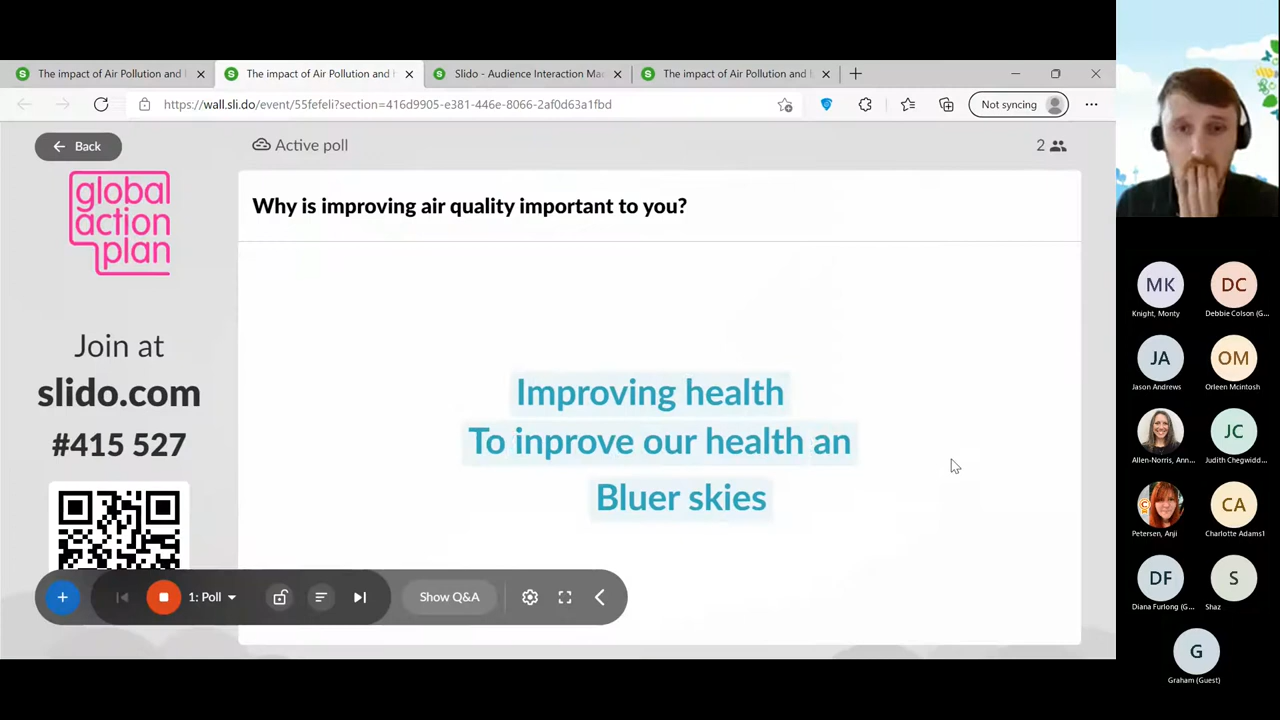 The impact of Air Pollution and
The impact of Air Pollution and h
Slido - Audience Interaction Ma
The impact of Air Pollution and h
https://wall.sli.do/event/55fefeli?section=416d9905-e381-446e-8066-2af0d63a1fbd
Not syncing
Back
Active poll
2
global
action
plan
Why is improving air quality important to you?
Join at
slido.com
#415 527
Improving health
To inprove our health an
Bluer skies
1: Poll
Show Q&A
MK
DC
Knight, Monty
Debbie Colson (G...
JA
OM
Jason Andrews
Orleen Mcintosh
JC
Allen-Norris, Ann...
Judith Chegwidd...
CA
Petersen, Anji
Charlotte Adams1
DF
S
Diana Furlong (G...
Shaz
G
Graham (Guest)